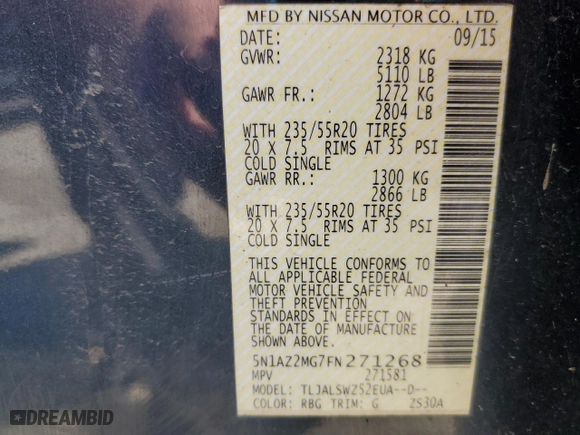 MFD BY NISSAN MOTOR CO., LTD.
DATE: 09/15
GVWR: 2318 KG
5110 LB
GAWR FR.: 1272 KG
2804 LB
WITH 235/55R20 TIRES
20 X 7.5 RIMS AT 35 PSI
COLD SINGLE
GAWR RR.: 1300 KG
2866 LB
WITH 235/55R20 TIRES
20 X 7.5 RIMS AT 35 PSI
COLD SINGLE
THIS VEHICLE CONFORMS TO
ALL APPLICABLE FEDERAL
MOTOR VEHICLE SAFETY AND
THEFT PREVENTION
STANDARDS IN EFFECT ON
THE DATE OF MANUFACTURE
SHOWN ABOVE.
5N1AZ2MG7FN271268
MPV 271581
MODEL: TLJALSWZ52EUA--D--
COLOR: RBG TRIM: G ZS30A
BIDHISTORY